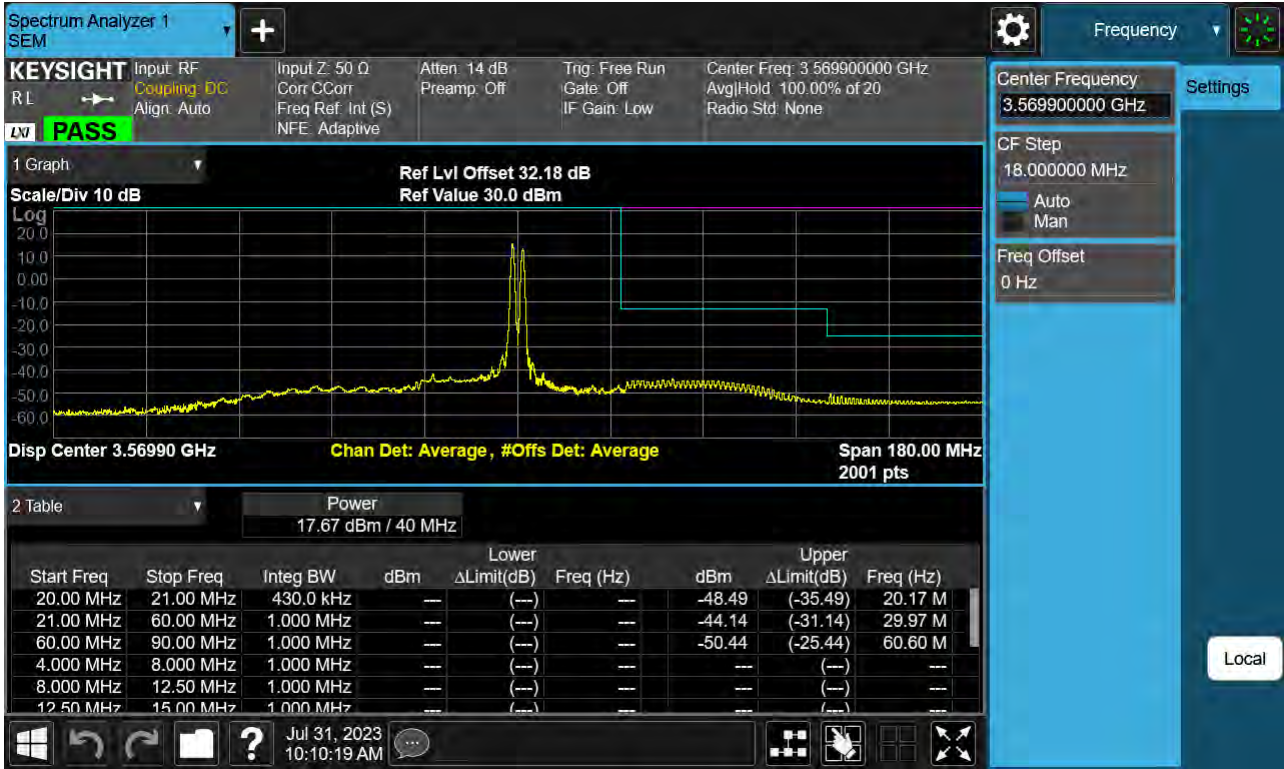 Spectrum Analyzer 1
SEM
Frequency
KEYSIGHT
R L
LXI
PASS
Input: RF
Coupling: DC
Align: Auto
Input Z: 50 Ω
Corr CCorr
Freq Ref: Int (S)
NFE: Adaptive
Atten: 14 dB
Preamp: Off
Trig: Free Run
Gate: Off
IF Gain: Low
Center Freq: 3.569900000 GHz
Avg|Hold: 100.00% of 20
Radio Std: None
Center Frequency
3.569900000 GHz
Settings
CF Step
18.000000 MHz
Auto
Man
Freq Offset
0 Hz
Local
1 Graph
Scale/Div 10 dB
Ref Lvl Offset 32.18 dB
Ref Value 30.0 dBm
Log
20.0
10.0
0.00
-10.0
-20.0
-30.0
-40.0
-50.0
-60.0
Disp Center 3.56990 GHz
Chan Det: Average , #Offs Det: Average
Span 180.00 MHz
2001 pts
2 Table
Power
17.67 dBm / 40 MHz
Lower Upper
Start Freq Stop Freq Integ BW dBm ΔLimit(dB) Freq (Hz) dBm ΔLimit(dB) Freq (Hz)
20.00 MHz 21.00 MHz 430.0 kHz --- (---) --- -48.49 (-35.49) 20.17 M
21.00 MHz 60.00 MHz 1.000 MHz --- (---) --- -44.14 (-31.14) 29.97 M
60.00 MHz 90.00 MHz 1.000 MHz --- (---) --- -50.44 (-25.44) 60.60 M
4.000 MHz 8.000 MHz 1.000 MHz --- (---) --- --- (---) ---
8.000 MHz 12.50 MHz 1.000 MHz --- (---) --- --- (---) ---
12.50 MHz 15.00 MHz 1.000 MHz --- (---) --- --- (---) ---
Jul 31, 2023
10:10:19 AM